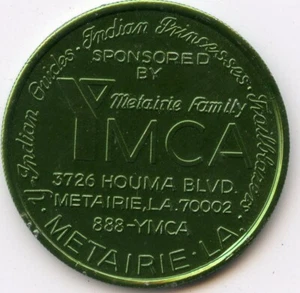 Y-Indian Guides · Indian Princesses · Trailblazers ·
SPONSORED
BY
Metairie Family
YMCA
3726 HOUMA BLVD.
METAIRIE, LA. 70002
888-YMCA
METAIRIE · LA.